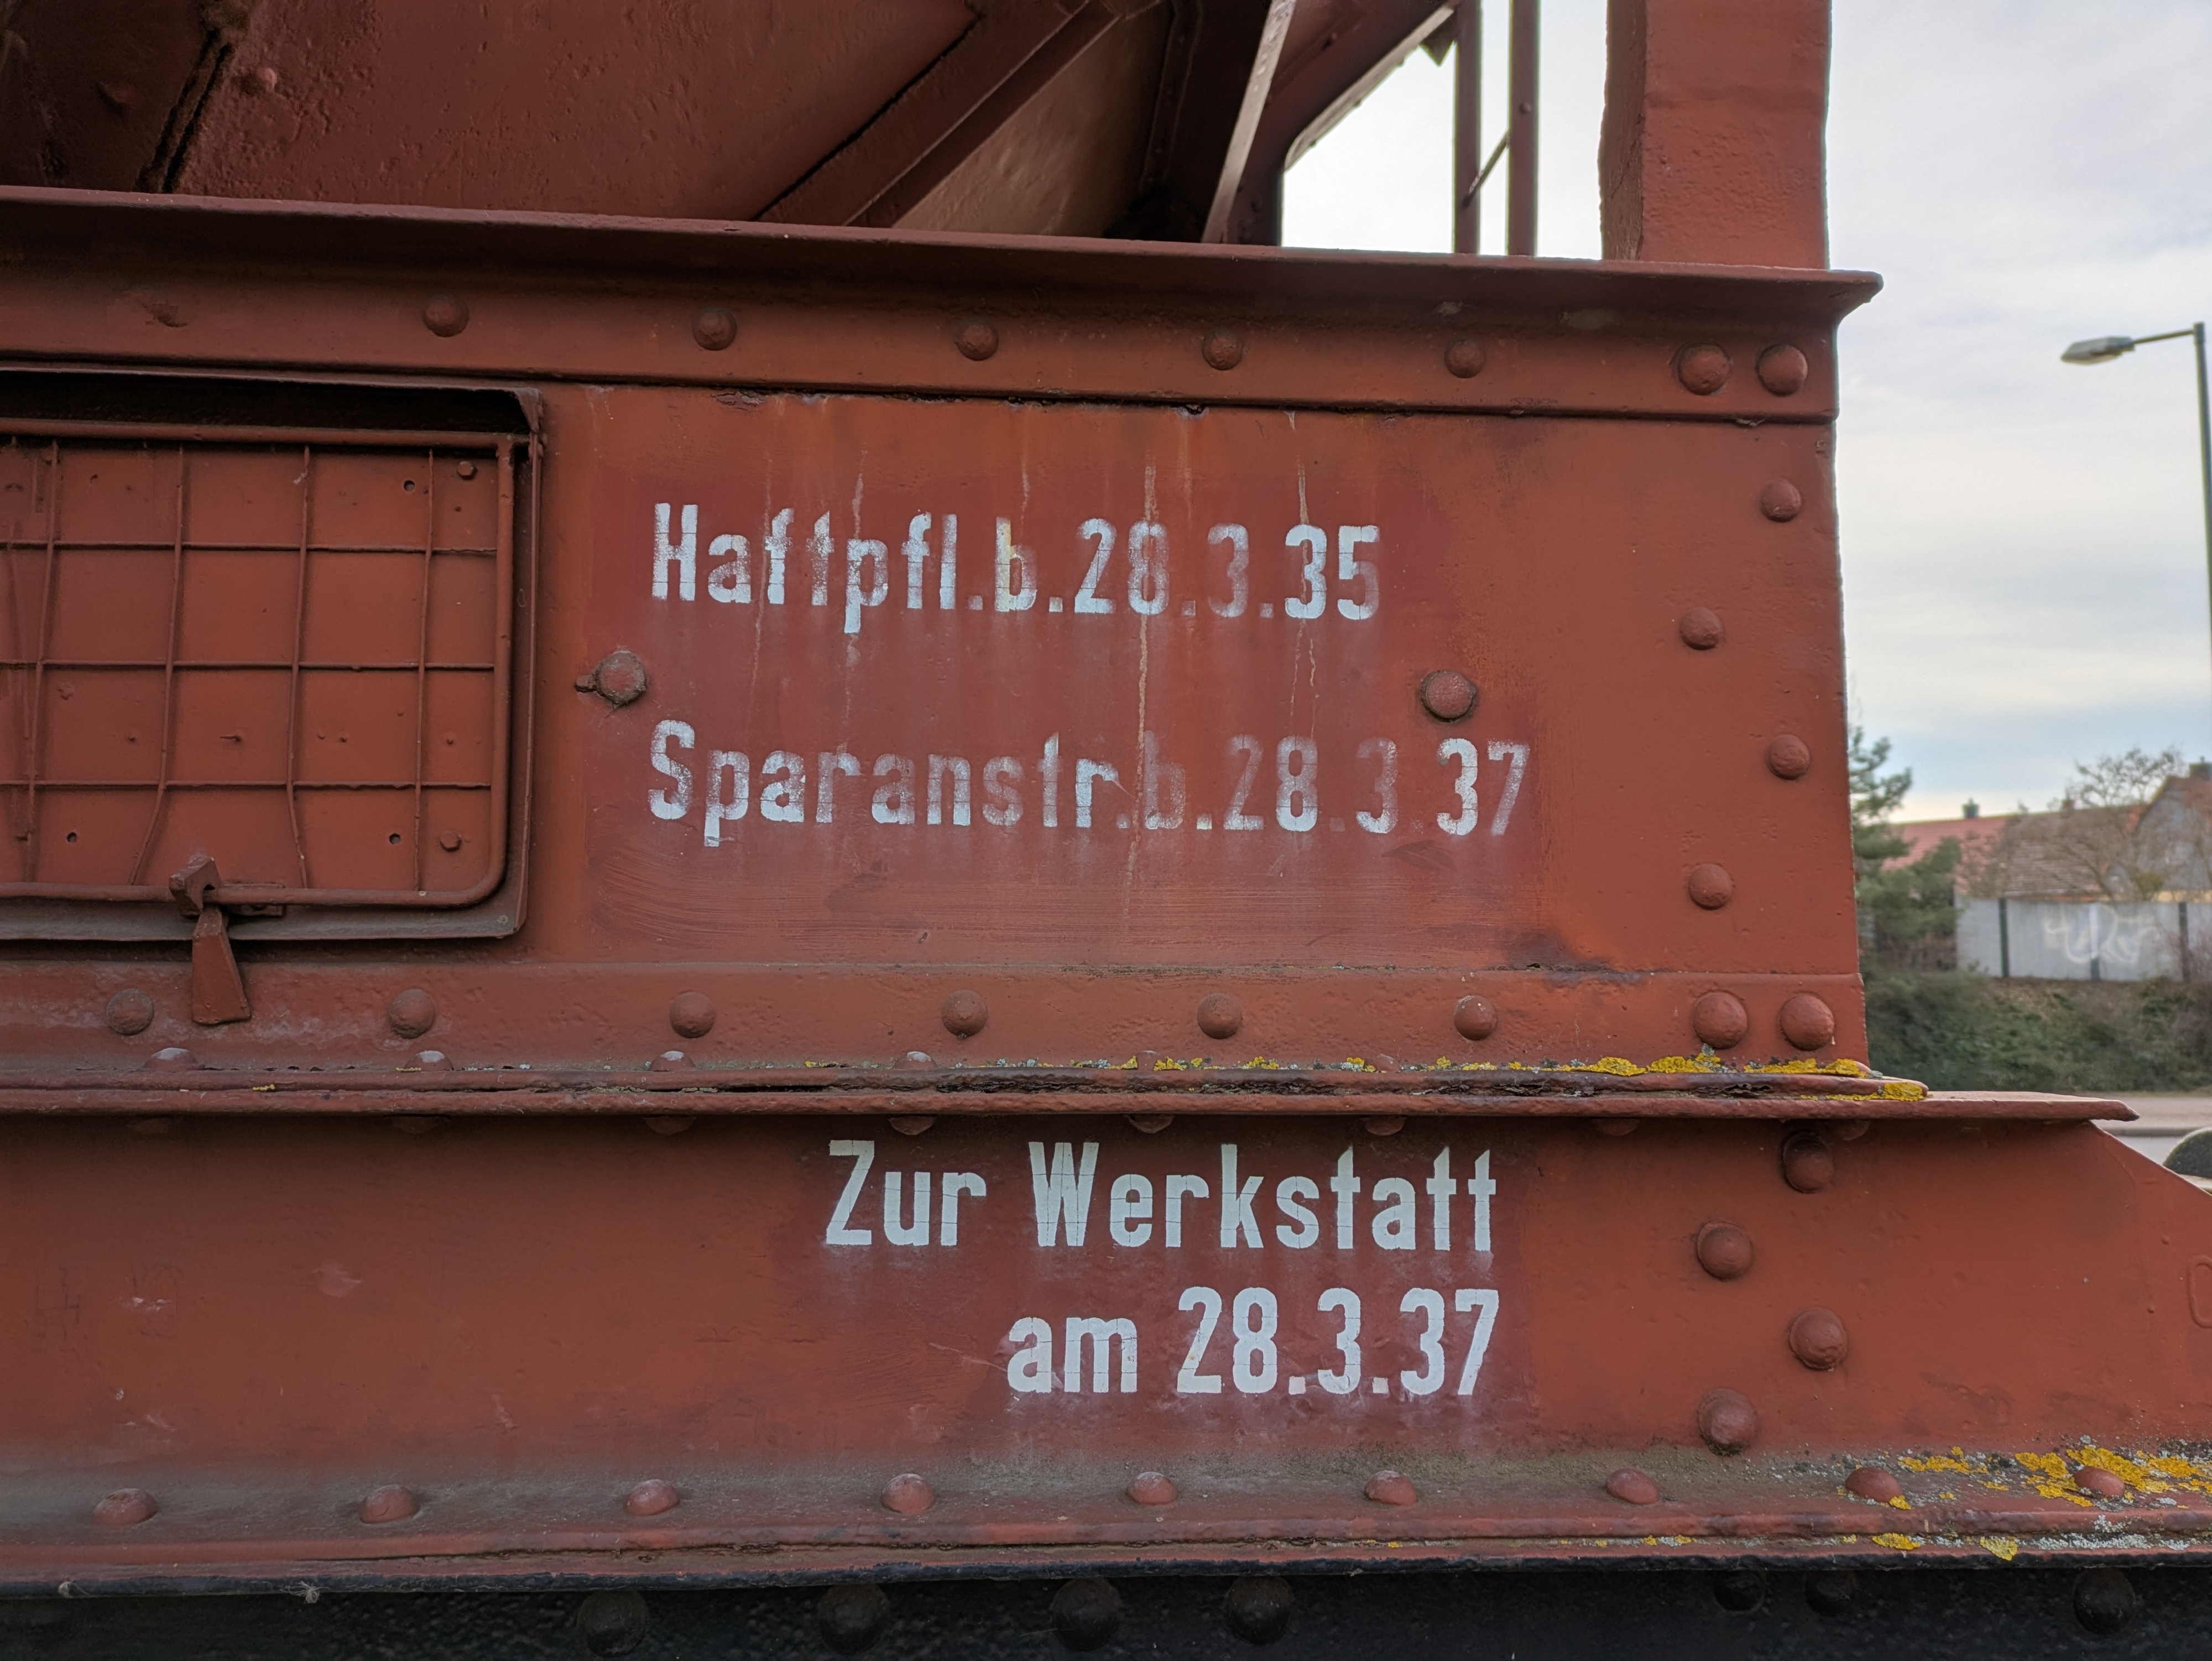 Haftpfl.b.28.3.35
Sparanstr.b.28.3.37
Zur Werkstatt
am 28.3.37